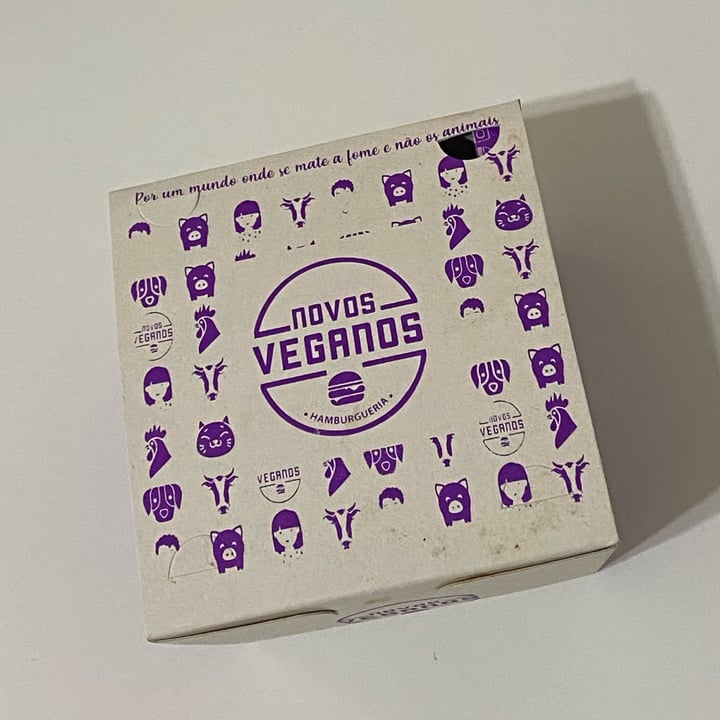 Por um mundo onde se mate a fome e não os animais
NOVOS
VEGANOS
• HAMBURGUERIA •
NOVOS
VEGANOS
NOVOS
VEGANOS
VEGANOS